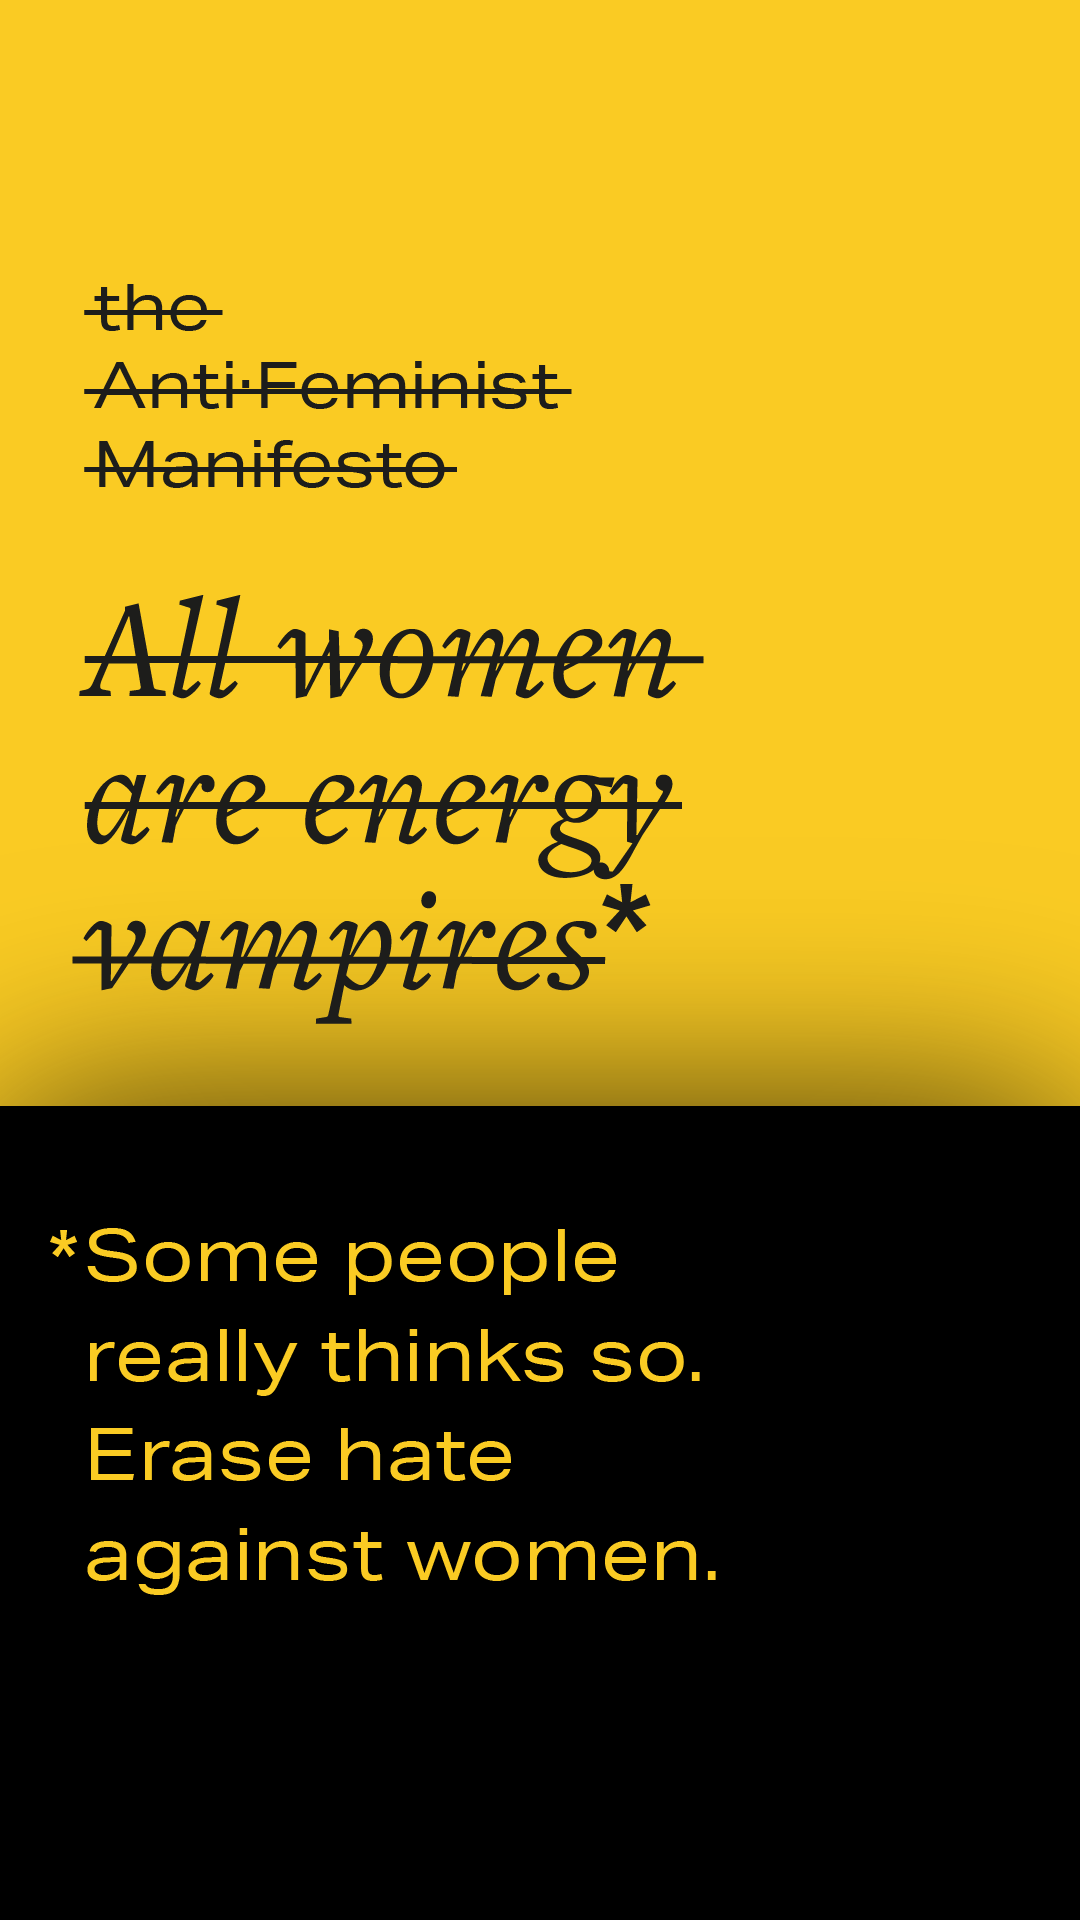 the
Anti·Feminist
Manifesto
All women
are energy
vampires*
*Some people
really thinks so.
Erase hate
against women.